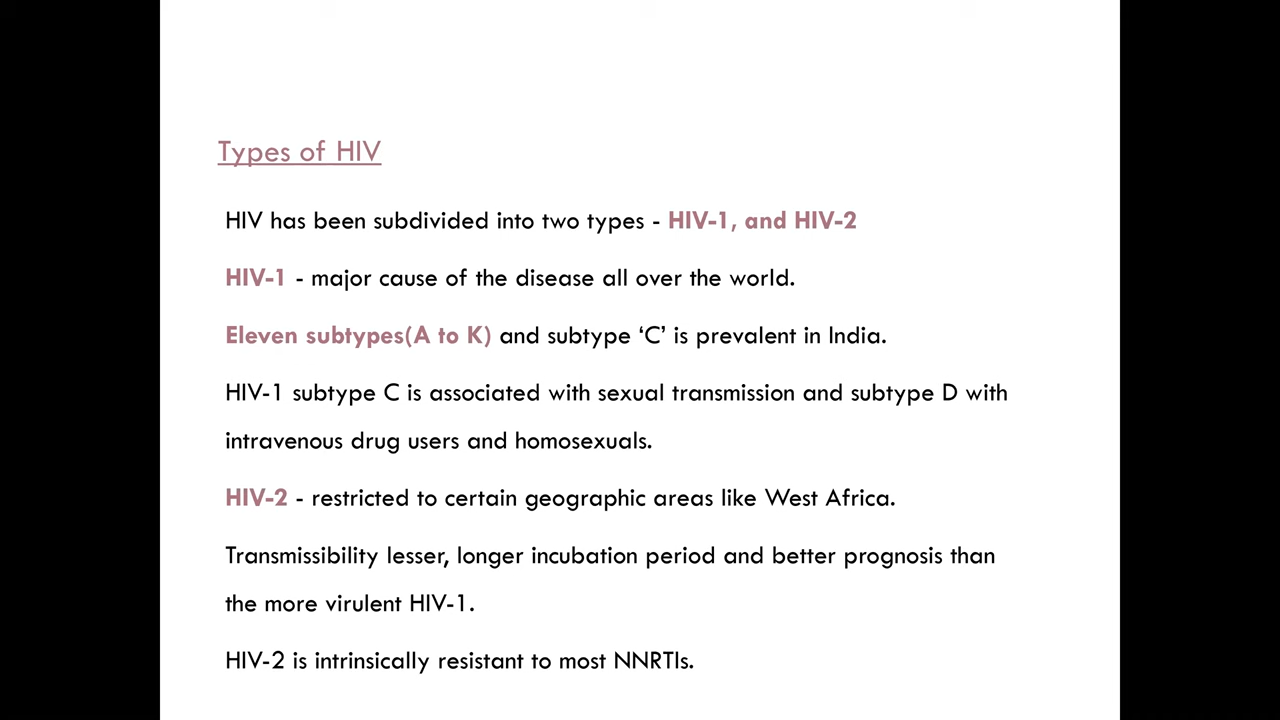 Types of HIV
HIV has been subdivided into two types - HIV-1, and HIV-2
HIV-1 - major cause of the disease all over the world.
Eleven subtypes(A to K) and subtype ‘C’ is prevalent in India.
HIV-1 subtype C is associated with sexual transmission and subtype D with
intravenous drug users and homosexuals.
HIV-2 - restricted to certain geographic areas like West Africa.
Transmissibility lesser, longer incubation period and better prognosis than
the more virulent HIV-1.
HIV-2 is intrinsically resistant to most NNRTIs.